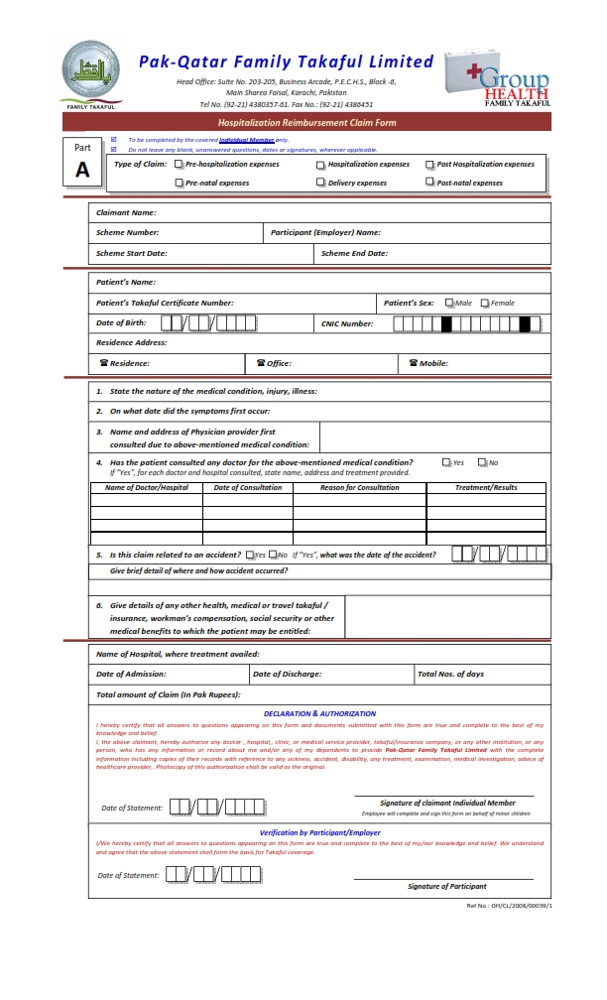 Pak-Qatar Family Takaful Limited
Head Office: Suite No. 203-205, Business Arcade, P.E.C.H.S., Block -6,
Main Sharea Faisal, Karachi, Pakistan
Tel No. (92-21) 4380357-61. Fax No.: (92-21) 4386451
FAMILY TAKAFUL
Group
HEALTH
FAMILY TAKAFUL
Hospitalization Reimbursement Claim Form
Part
A
To be completed by the covered Individual Member only.
Do not leave any blank, unanswered questions, dates or signatures, wherever applicable.
Type of Claim: Pre-hospitalization expenses Hospitalization expenses Post Hospitalization expenses
Pre-natal expenses Delivery expenses Post-natal expenses
Claimant Name:
Scheme Number: Participant (Employer) Name:
Scheme Start Date: Scheme End Date:
Patient's Name:
Patient's Takaful Certificate Number: Patient's Sex: Male Female
Date of Birth: / / CNIC Number:
Residence Address:
☎ Residence: ☎ Office: ☎ Mobile:
1. State the nature of the medical condition, injury, illness:
2. On what date did the symptoms first occur:
3. Name and address of Physician provider first
consulted due to above-mentioned medical condition:
4. Has the patient consulted any doctor for the above-mentioned medical condition? Yes No
If "Yes", for each doctor and hospital consulted, state name, address and treatment provided.
Name of Doctor/Hospital Date of Consultation Reason for Consultation Treatment/Results
5. Is this claim related to an accident? Yes No If "Yes", what was the date of the accident? / /
Give brief detail of where and how accident occurred?
6. Give details of any other health, medical or travel takaful /
insurance, workman's compensation, social security or other
medical benefits to which the patient may be entitled:
Name of Hospital, where treatment availed:
Date of Admission: Date of Discharge: Total Nos. of days
Total amount of Claim (In Pak Rupees):
DECLARATION & AUTHORIZATION
I hereby certify that all answers to questions appearing on this form and documents submitted with this form are true and complete to the best of my
knowledge and belief.
I, the above claimant, hereby authorize any doctor , hospital,, clinic, or medical service provider, takaful/insurance company, or any other institution, or any
person, who has any information or record about me and/or any of my dependents to provide Pak-Qatar Family Takaful Limited with the complete
information including copies of their records with reference to any sickness, accident, disability, any treatment, examination, medical investigation, advice of
healthcare provider,. Photocopy of this authorization shall be valid as the original.
Date of Statement: / /
Signature of claimant Individual Member
Employee will complete and sign this form on behalf of minor children
Verification by Participant/Employer
I/We hereby certify that all answers to questions appearing on this form are true and complete to the best of my/our knowledge and belief. We understand
and agree that the above statement shall form the basis for Takaful coverage.
Date of Statement: / /
Signature of Participant
Ref No.: GH/CL/2008/00039/1